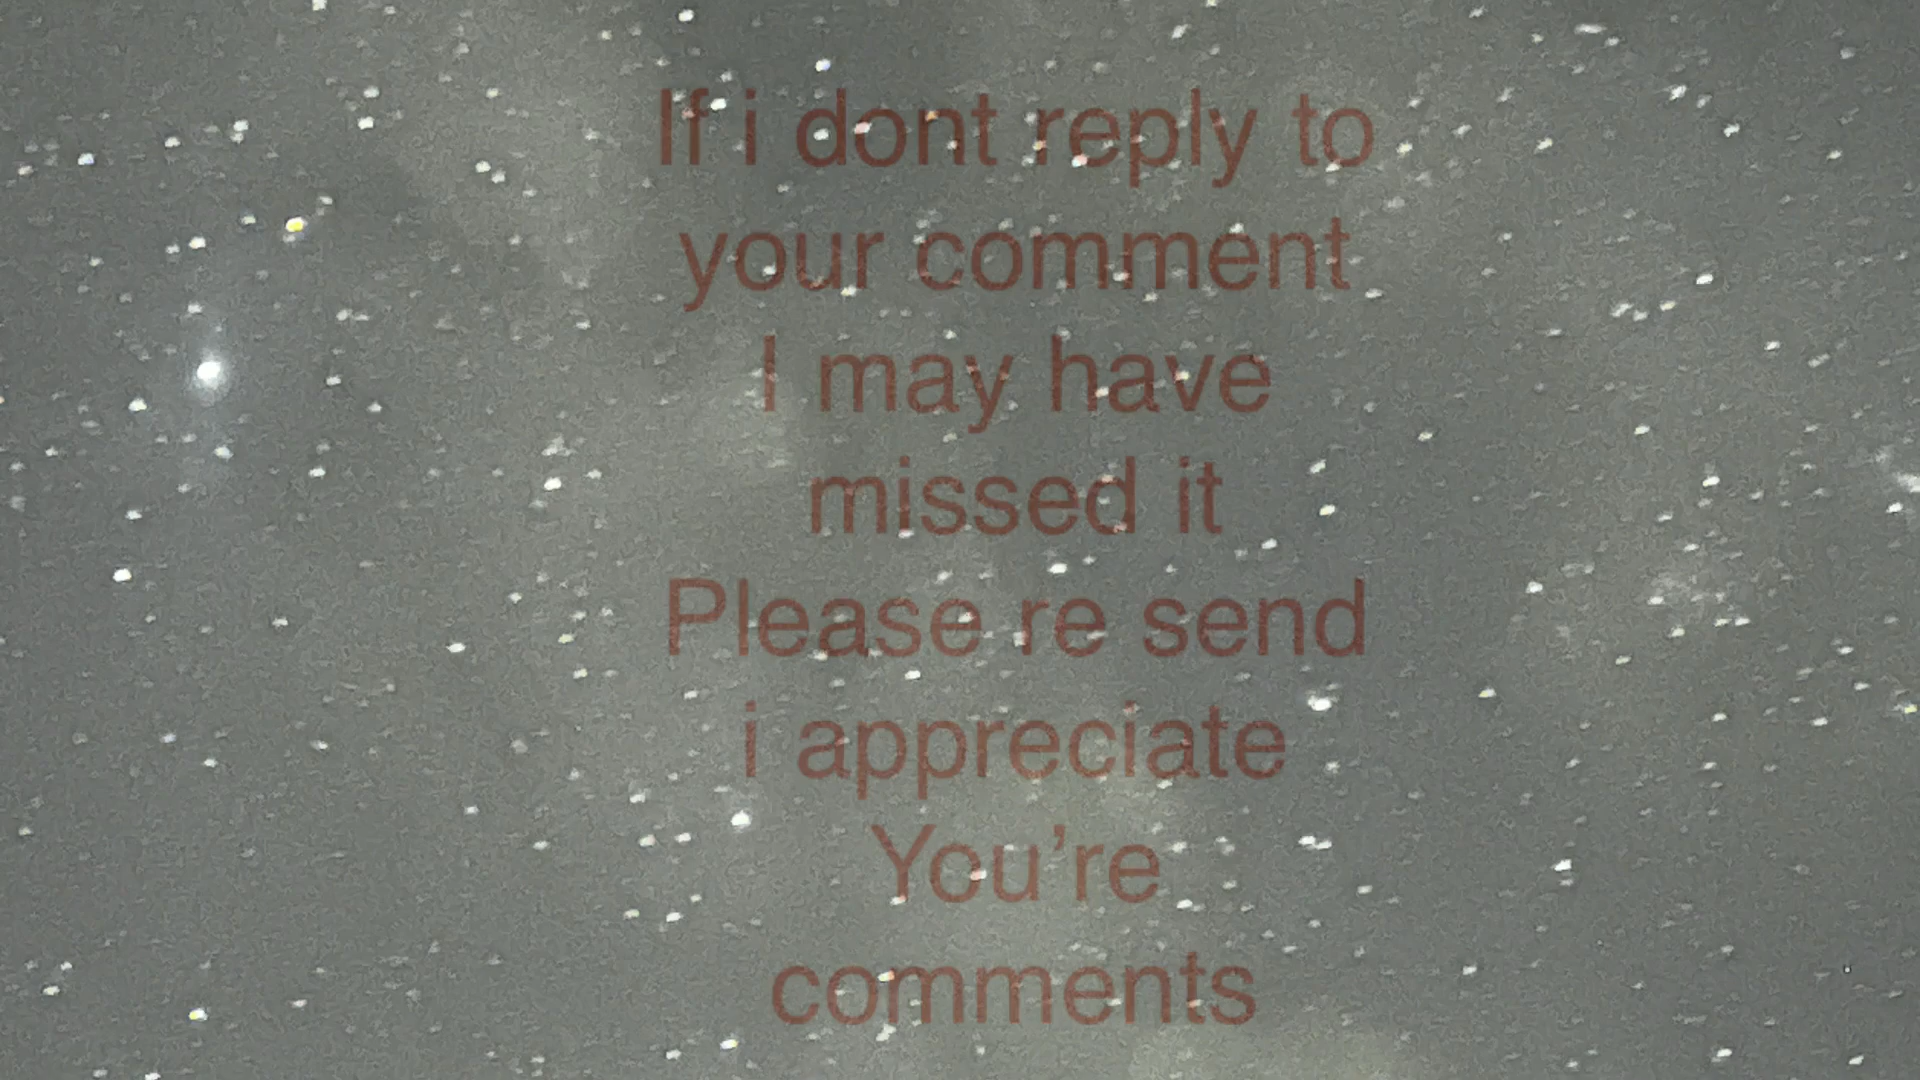 If i dont reply to
your comment
I may have
missed it
Please re send
i appreciate
You’re
comments